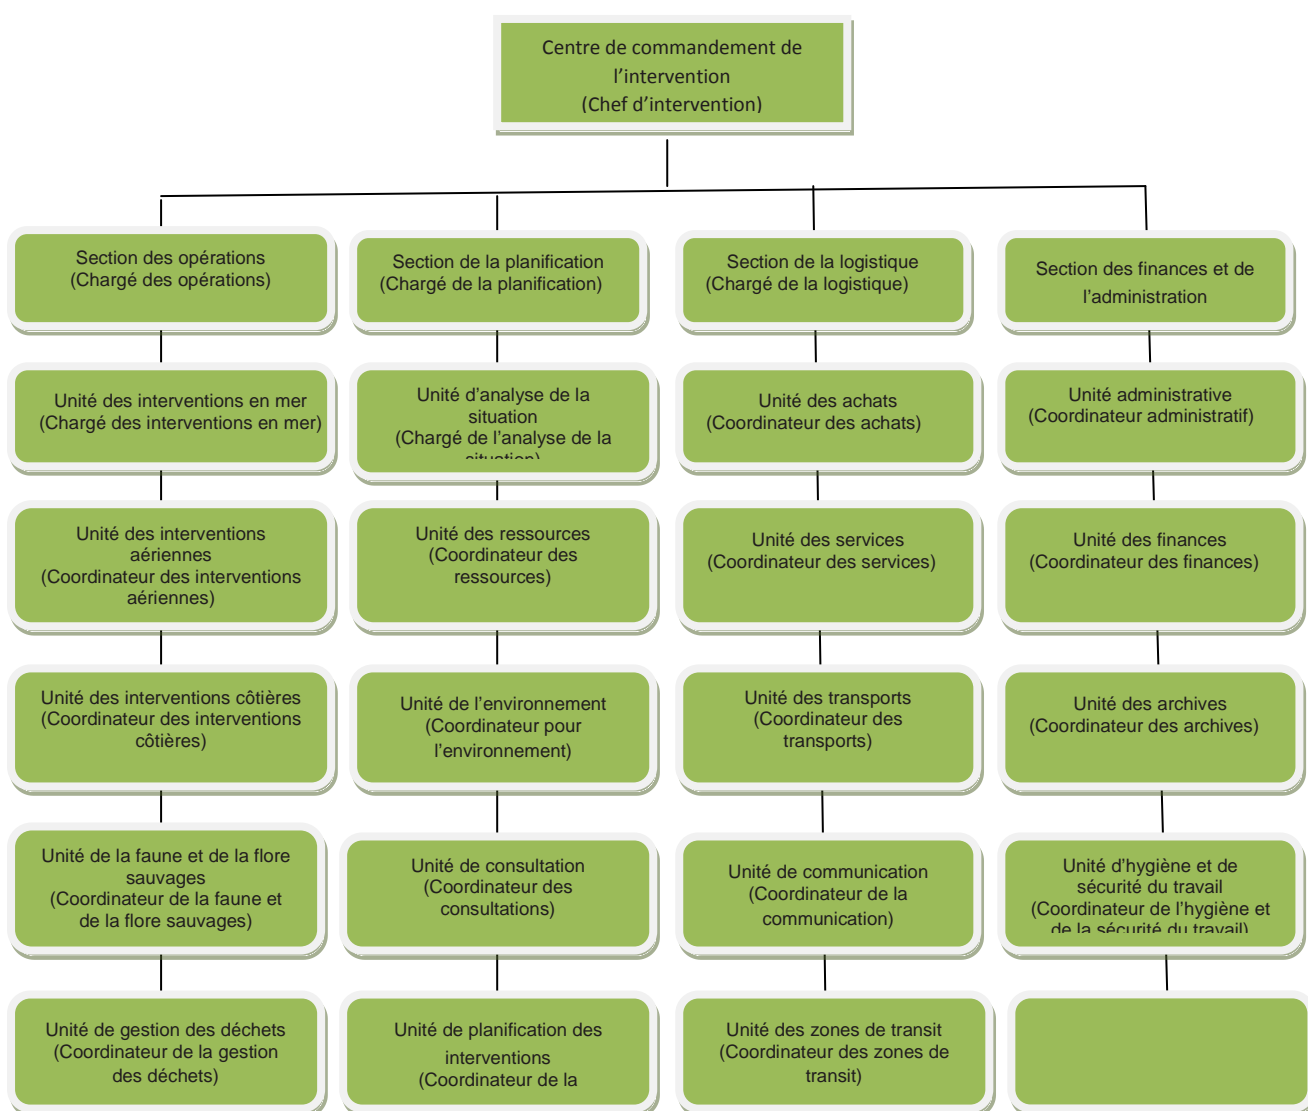 Centre de commandement de
l’intervention
(Chef d’intervention)
Section des opérations
(Chargé des opérations)
Section de la planification
(Chargé de la planification)
Section de la logistique
(Chargé de la logistique)
Section des finances et de
l’administration
Unité des interventions en mer
(Chargé des interventions en mer)
Unité d’analyse de la
situation
(Chargé de l’analyse de la
situation)
Unité des achats
(Coordinateur des achats)
Unité administrative
(Coordinateur administratif)
Unité des interventions
aériennes
(Coordinateur des interventions
aériennes)
Unité des ressources
(Coordinateur des
ressources)
Unité des services
(Coordinateur des services)
Unité des finances
(Coordinateur des finances)
Unité des interventions côtières
(Coordinateur des interventions
côtières)
Unité de l’environnement
(Coordinateur pour
l’environnement)
Unité des transports
(Coordinateur des
transports)
Unité des archives
(Coordinateur des archives)
Unité de la faune et de la flore
sauvages
(Coordinateur de la faune et
de la flore sauvages)
Unité de consultation
(Coordinateur des
consultations)
Unité de communication
(Coordinateur de la
communication)
Unité d’hygiène et de
sécurité du travail
(Coordinateur de l’hygiène et
de la sécurité du travail)
Unité de gestion des déchets
(Coordinateur de la gestion
des déchets)
Unité de planification des
interventions
(Coordinateur de la
Unité des zones de transit
(Coordinateur des zones de
transit)